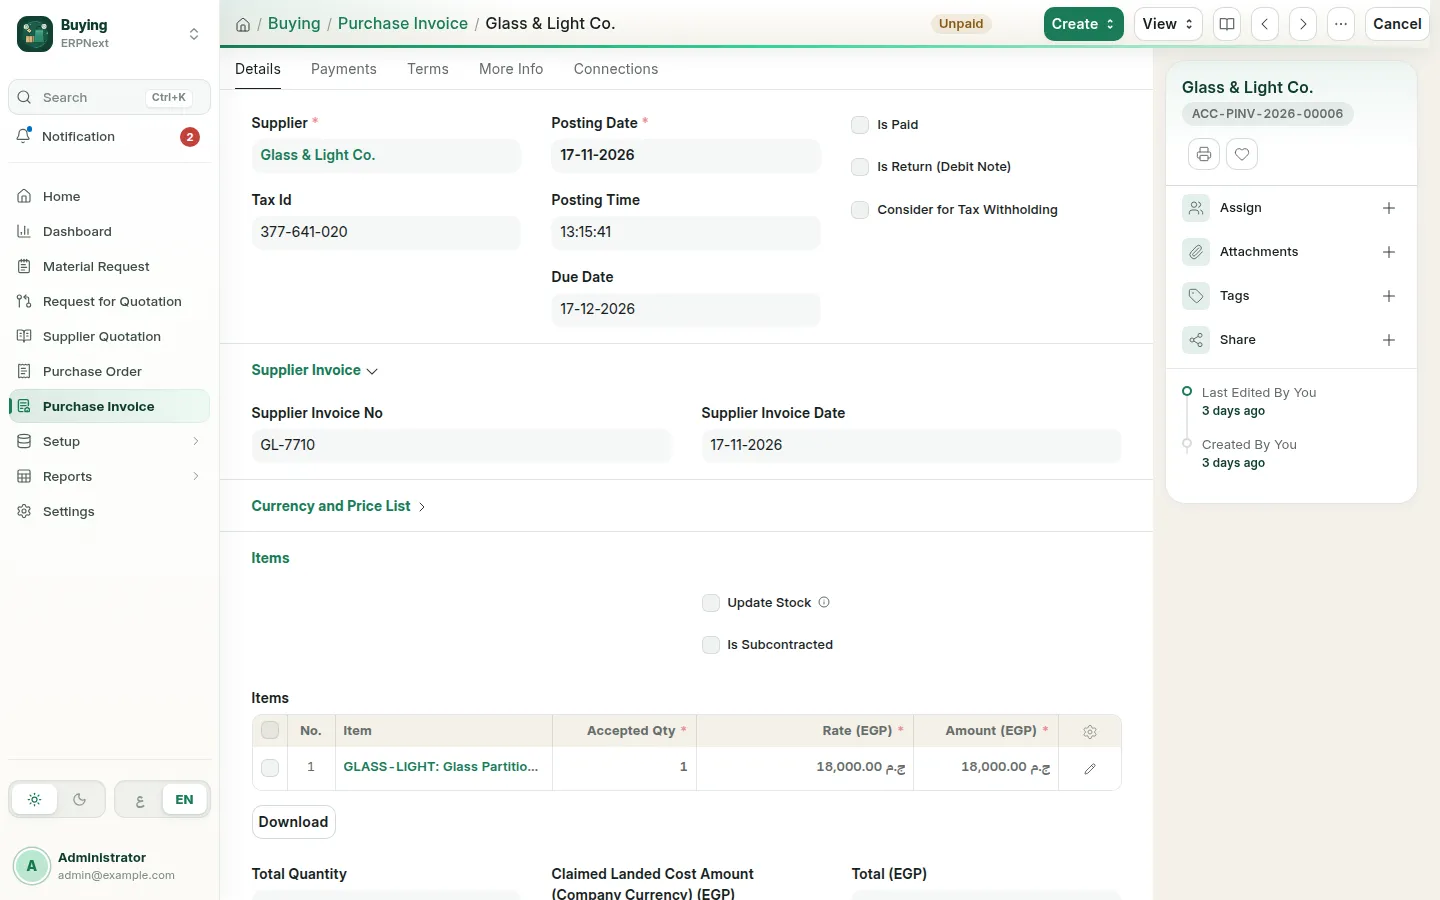 Buying
ERPNext
Search Ctrl+K
Notification 2
Home
Dashboard
Material Request
Request for Quotation
Supplier Quotation
Purchase Order
Purchase Invoice
Setup
Reports
Settings
ع EN
A
Administrator
admin@example.com
/ Buying / Purchase Invoice / Glass & Light Co.
Unpaid
Create View ... Cancel
Details Payments Terms More Info Connections
Supplier *
Glass & Light Co.
Tax Id
377-641-020
Posting Date *
17-11-2026
Posting Time
13:15:41
Due Date
17-12-2026
Is Paid
Is Return (Debit Note)
Consider for Tax Withholding
Supplier Invoice
Supplier Invoice No
GL-7710
Supplier Invoice Date
17-11-2026
Currency and Price List
Items
Update Stock
Is Subcontracted
Items
No. Item Accepted Qty * Rate (EGP) * Amount (EGP) *
1 GLASS-LIGHT: Glass Partitio... 1 18,000.00 ج.م 18,000.00 ج.م
Download
Total Quantity
Claimed Landed Cost Amount
(Company Currency) (EGP)
Total (EGP)
Glass & Light Co.
ACC-PINV-2026-00006
Assign
Attachments
Tags
Share
Last Edited By You
3 days ago
Created By You
3 days ago